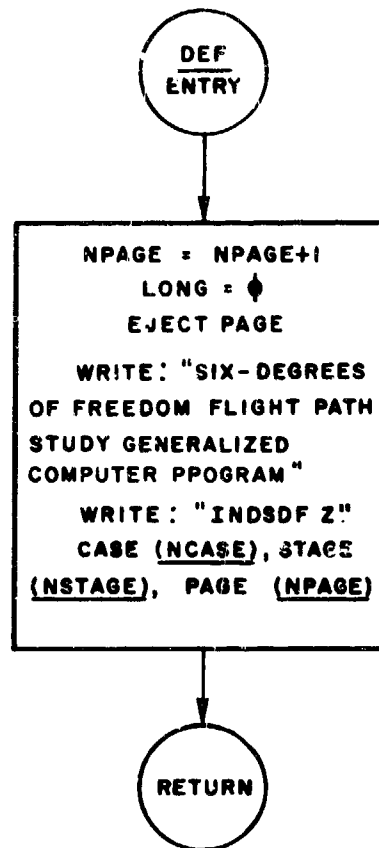 DEF
ENTRY
NPAGE = NPAGE+1
LONG = ϕ
EJECT PAGE
WRITE: "SIX-DEGREES
OF FREEDOM FLIGHT PATH
STUDY GENERALIZED
COMPUTER PPOGRAM"
WRITE: "INDSDF Z"
CASE (NCASE), STAGE
(NSTAGE), PAGE (NPAGE)
RETURN